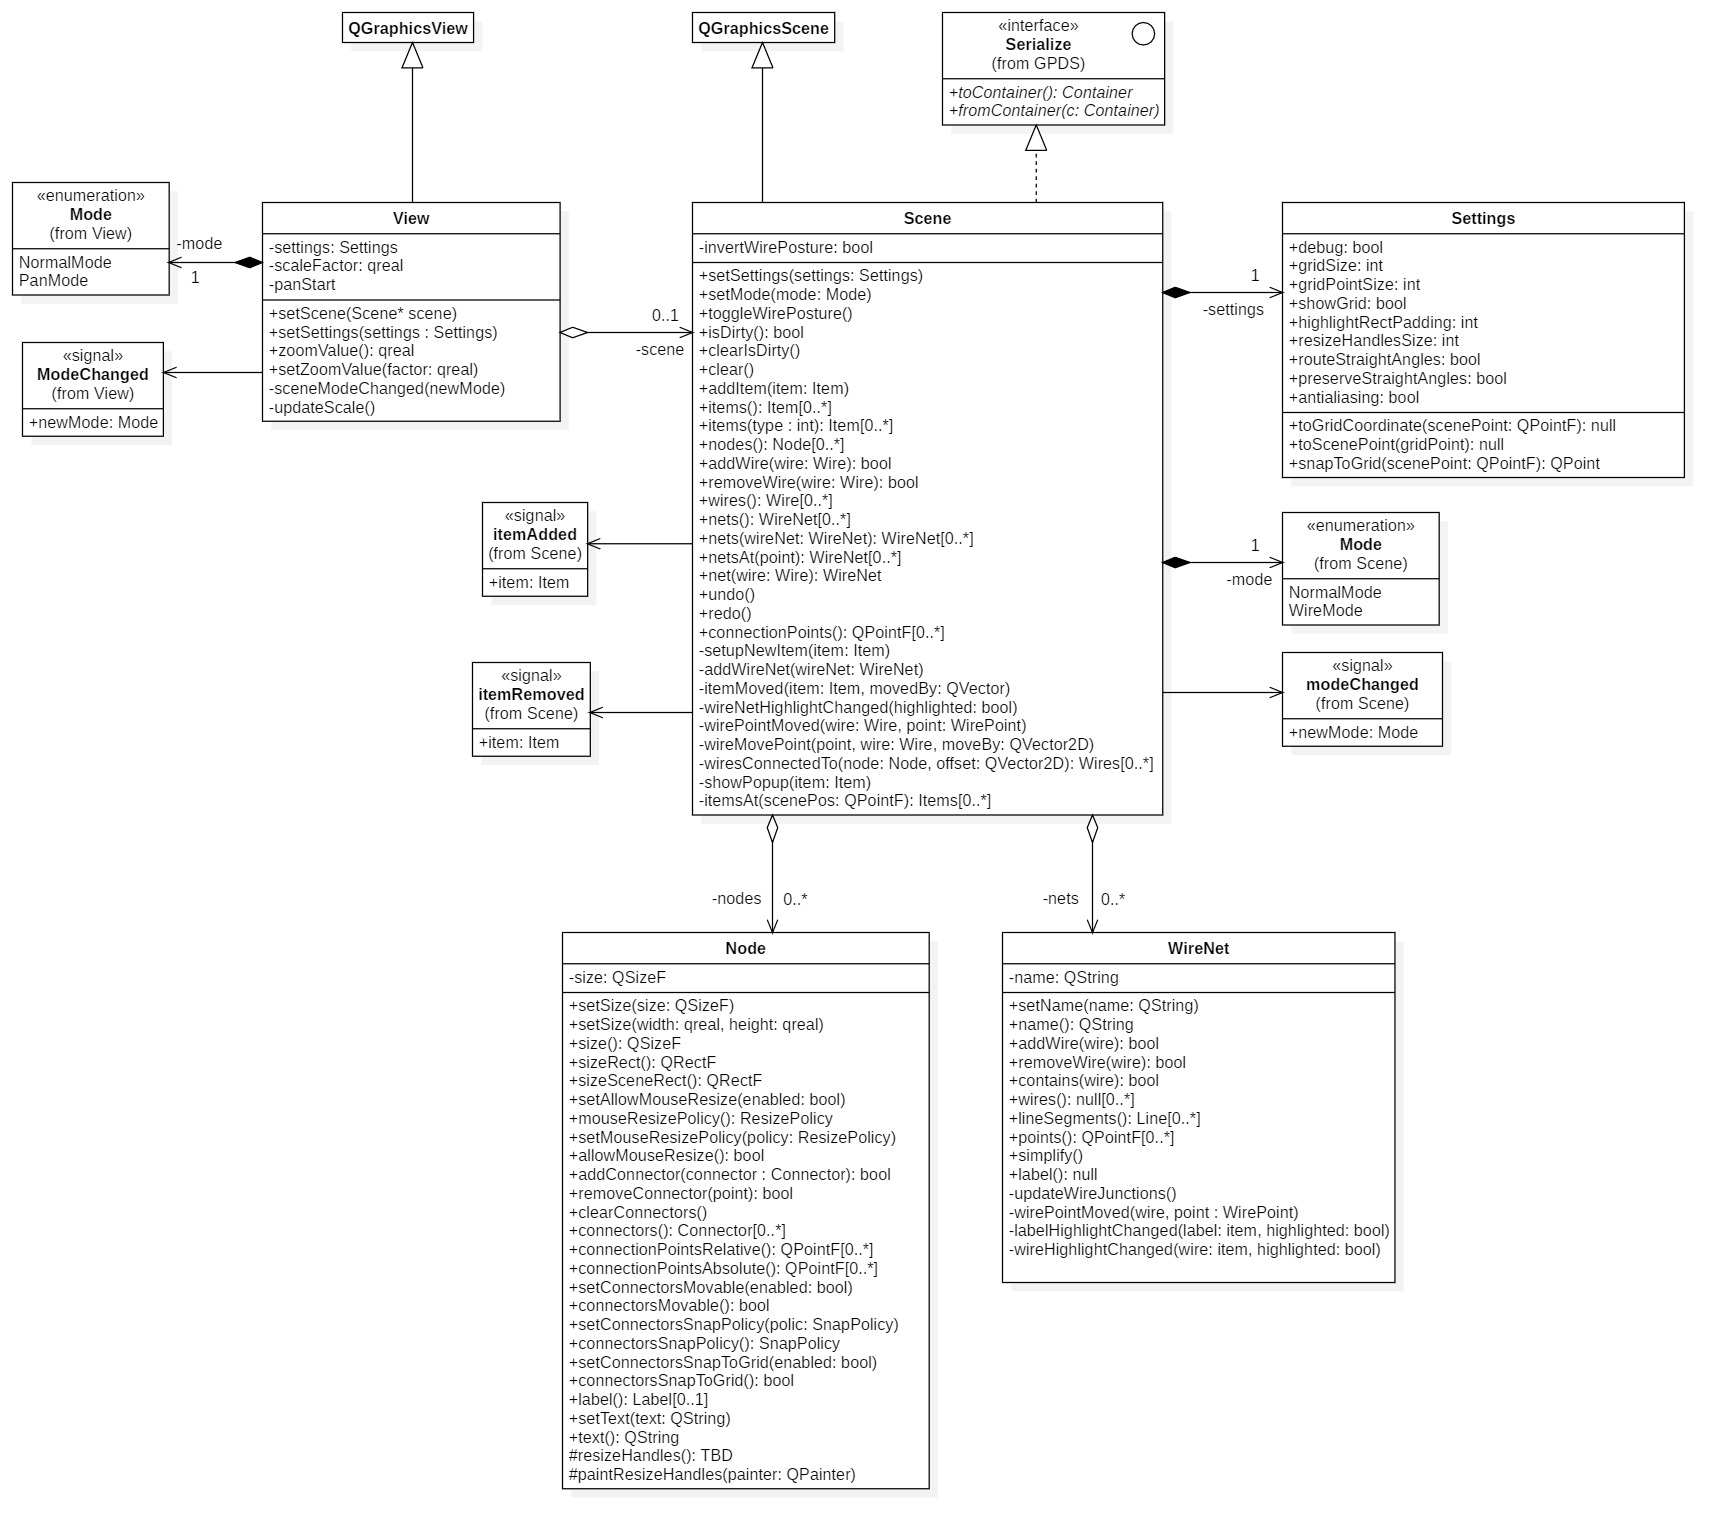 QGraphicsView
QGraphicsScene
«interface»
Serialize
(from GPDS)
+toContainer(): Container
+fromContainer(c: Container)
«enumeration»
Mode
(from View)
NormalMode
PanMode
-mode
1
«signal»
ModeChanged
(from View)
+newMode: Mode
View
-settings: Settings
-scaleFactor: qreal
-panStart
+setScene(Scene* scene)
+setSettings(settings : Settings)
+zoomValue(): qreal
+setZoomValue(factor: qreal)
-sceneModeChanged(newMode)
-updateScale()
0..1
-scene
Scene
-invertWirePosture: bool
+setSettings(settings: Settings)
+setMode(mode: Mode)
+toggleWirePosture()
+isDirty(): bool
+clearIsDirty()
+clear()
+addItem(item: Item)
+items(): Item[0..*]
+items(type : int): Item[0..*]
+nodes(): Node[0..*]
+addWire(wire: Wire): bool
+removeWire(wire: Wire): bool
+wires(): Wire[0..*]
+nets(): WireNet[0..*]
+nets(wireNet: WireNet): WireNet[0..*]
+netsAt(point): WireNet[0..*]
+net(wire: Wire): WireNet
+undo()
+redo()
+connectionPoints(): QPointF[0..*]
-setupNewItem(item: Item)
-addWireNet(wireNet: WireNet)
-itemMoved(item: Item, movedBy: QVector)
-wireNetHighlightChanged(highlighted: bool)
-wirePointMoved(wire: Wire, point: WirePoint)
-wireMovePoint(point, wire: Wire, moveBy: QVector2D)
-wiresConnectedTo(node: Node, offset: QVector2D): Wires[0..*]
-showPopup(item: Item)
-itemsAt(scenePos: QPointF): Items[0..*]
1
-settings
Settings
+debug: bool
+gridSize: int
+gridPointSize: int
+showGrid: bool
+highlightRectPadding: int
+resizeHandlesSize: int
+routeStraightAngles: bool
+preserveStraightAngles: bool
+antialiasing: bool
+toGridCoordinate(scenePoint: QPointF): null
+toScenePoint(gridPoint): null
+snapToGrid(scenePoint: QPointF): QPoint
«signal»
itemAdded
(from Scene)
+item: Item
1
-mode
«enumeration»
Mode
(from Scene)
NormalMode
WireMode
«signal»
itemRemoved
(from Scene)
+item: Item
«signal»
modeChanged
(from Scene)
+newMode: Mode
-nodes
0..*
-nets
0..*
Node
-size: QSizeF
+setSize(size: QSizeF)
+setSize(width: qreal, height: qreal)
+size(): QSizeF
+sizeRect(): QRectF
+sizeSceneRect(): QRectF
+setAllowMouseResize(enabled: bool)
+mouseResizePolicy(): ResizePolicy
+setMouseResizePolicy(policy: ResizePolicy)
+allowMouseResize(): bool
+addConnector(connector : Connector): bool
+removeConnector(point): bool
+clearConnectors()
+connectors(): Connector[0..*]
+connectionPointsRelative(): QPointF[0..*]
+connectionPointsAbsolute(): QPointF[0..*]
+setConnectorsMovable(enabled: bool)
+connectorsMovable(): bool
+setConnectorsSnapPolicy(polic: SnapPolicy)
+connectorsSnapPolicy(): SnapPolicy
+setConnectorsSnapToGrid(enabled: bool)
+connectorsSnapToGrid(): bool
+label(): Label[0..1]
+setText(text: QString)
+text(): QString
#resizeHandles(): TBD
#paintResizeHandles(painter: QPainter)
WireNet
-name: QString
+setName(name: QString)
+name(): QString
+addWire(wire): bool
+removeWire(wire): bool
+contains(wire): bool
+wires(): null[0..*]
+lineSegments(): Line[0..*]
+points(): QPointF[0..*]
+simplify()
+label(): null
-updateWireJunctions()
-wirePointMoved(wire, point : WirePoint)
-labelHighlightChanged(label: item, highlighted: bool)
-wireHighlightChanged(wire: item, highlighted: bool)